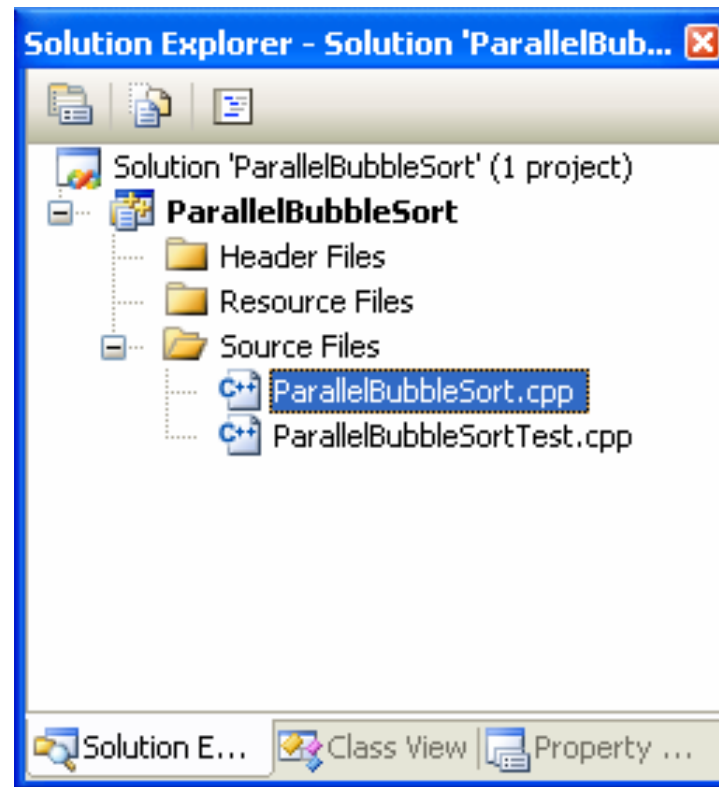 Solution Explorer - Solution 'ParallelBub...
Solution 'ParallelBubbleSort' (1 project)
ParallelBubbleSort
Header Files
Resource Files
Source Files
C++ ParallelBubbleSort.cpp
C++ ParallelBubbleSortTest.cpp
Solution E... Class View Property ...